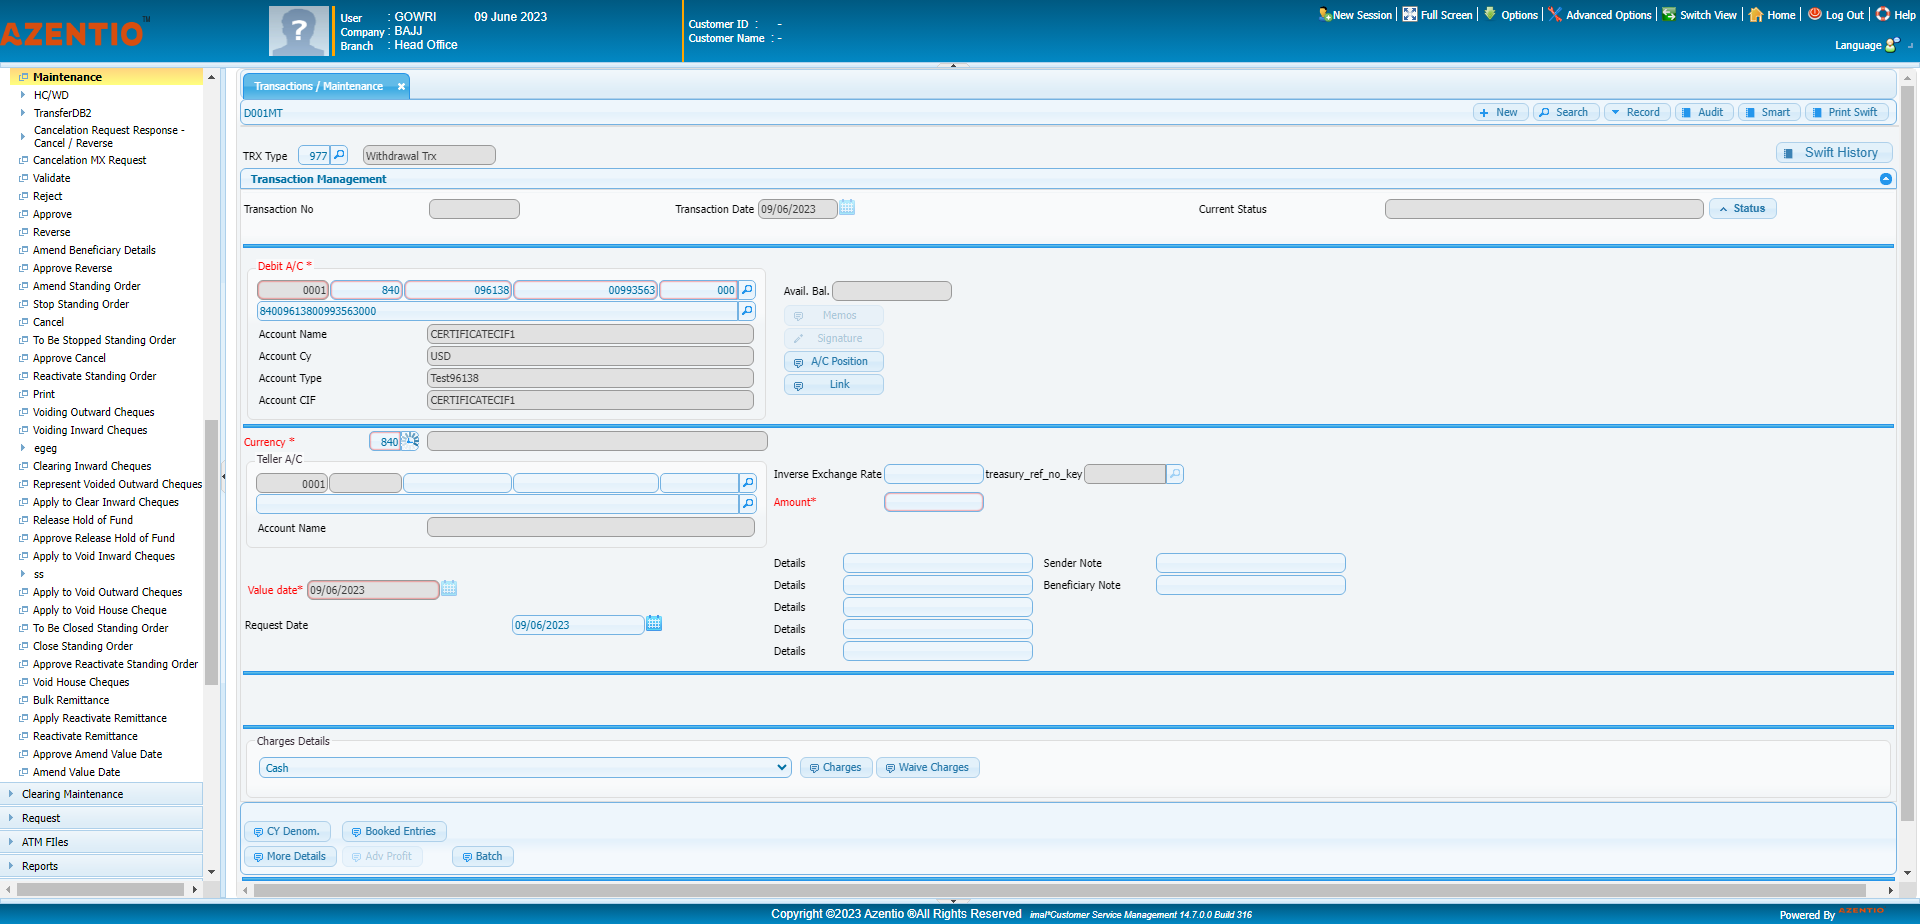 AZENTIO™
User : GOWRI 09 June 2023
Company : BAJJ
Branch : Head Office
Customer ID : -
Customer Name : -
New Session Full Screen Options Advanced Options Switch View Home Log Out Help
Language
Maintenance
HC/WD
TransferDB2
Cancelation Request Response -
Cancel / Reverse
Cancelation MX Request
Validate
Reject
Approve
Reverse
Amend Beneficiary Details
Approve Reverse
Amend Standing Order
Stop Standing Order
Cancel
To Be Stopped Standing Order
Approve Cancel
Reactivate Standing Order
Print
Voiding Outward Cheques
Voiding Inward Cheques
egeg
Clearing Inward Cheques
Represent Voided Outward Cheques
Apply to Clear Inward Cheques
Release Hold of Fund
Approve Release Hold of Fund
Apply to Void Inward Cheques
ss
Apply to Void Outward Cheques
Apply to Void House Cheque
To Be Closed Standing Order
Close Standing Order
Approve Reactivate Standing Order
Void House Cheques
Bulk Remittance
Apply Reactivate Remittance
Reactivate Remittance
Approve Amend Value Date
Amend Value Date
Clearing Maintenance
Request
ATM FIles
Reports
Transactions / Maintenance
D001MT
New Search Record Audit Smart Print Swift
TRX Type 977 Withdrawal Trx
Swift History
Transaction Management
Transaction No Transaction Date 09/06/2023 Current Status Status
Debit A/C *
0001 840 096138 00993563 000
84009613800993563000
Account Name CERTIFICATECIF1
Account Cy USD
Account Type Test96138
Account CIF CERTIFICATECIF1
Avail. Bal.
Memos
Signature
A/C Position
Link
Currency * 840
Teller A/C
0001
Account Name
Inverse Exchange Rate treasury_ref_no_key
Amount*
Value date* 09/06/2023
Request Date 09/06/2023
Details Sender Note
Details Beneficiary Note
Details
Details
Details
Charges Details
Cash Charges Waive Charges
CY Denom. Booked Entries
More Details Adv Profit Batch
Copyright ©2023 Azentio ®All Rights Reserved imal*Customer Service Management 14.7.0.0 Build 316
Powered By AZENTIO